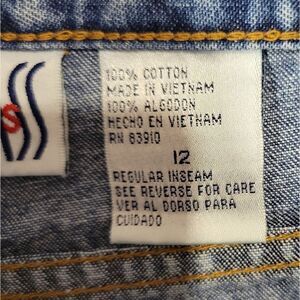 S
100% COTTON
MADE IN VIETNAM
100% ALGODON
HECHO EN VIETNAM
RN 83910
12
REGULAR INSEAM
SEE REVERSE FOR CARE
VER AL DORSO PARA
CUIDADO